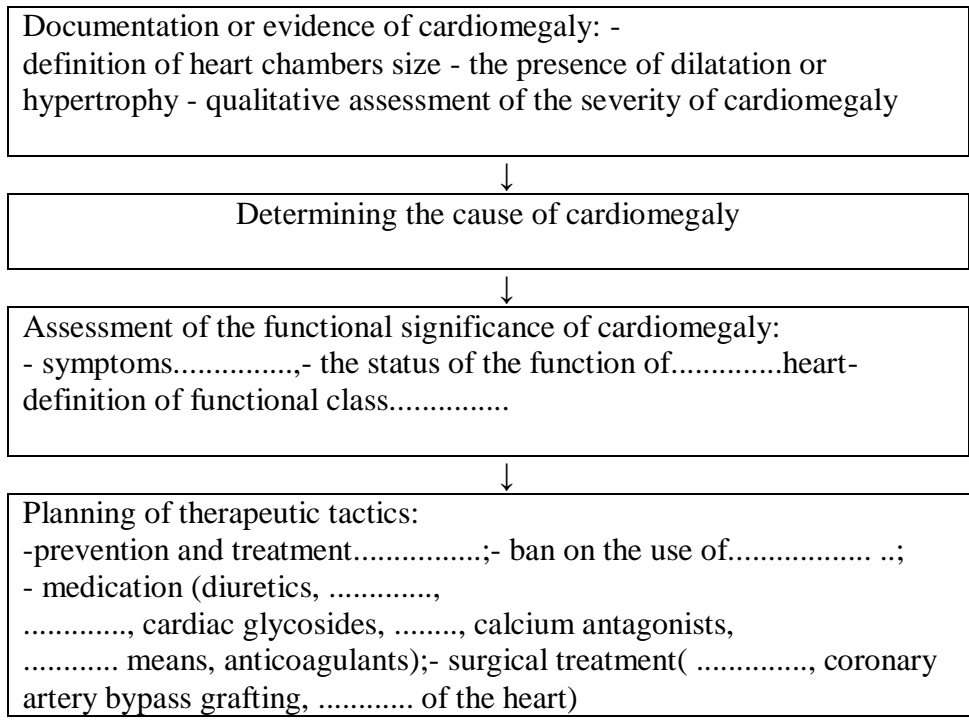 Documentation or evidence of cardiomegaly: -
definition of heart chambers size - the presence of dilatation or
hypertrophy - qualitative assessment of the severity of cardiomegaly
↓
Determining the cause of cardiomegaly
↓
Assessment of the functional significance of cardiomegaly:
- symptoms...............,- the status of the function of.............heart-
definition of functional class...............
↓
Planning of therapeutic tactics:
-prevention and treatment................;- ban on the use of.................. ..;
- medication (diuretics, .............,
............., cardiac glycosides, ........, calcium antagonists,
............ means, anticoagulants);- surgical treatment( .............., coronary
artery bypass grafting, ............ of the heart)